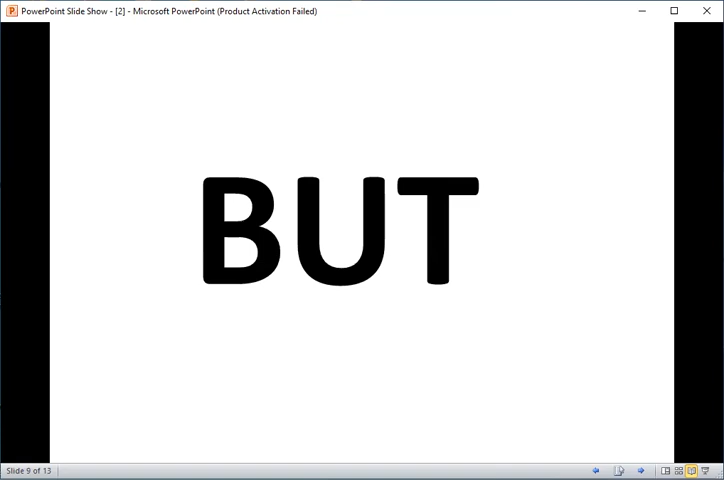 PowerPoint Slide Show - [2] - Microsoft PowerPoint (Product Activation Failed)
BUT
Slide 9 of 13